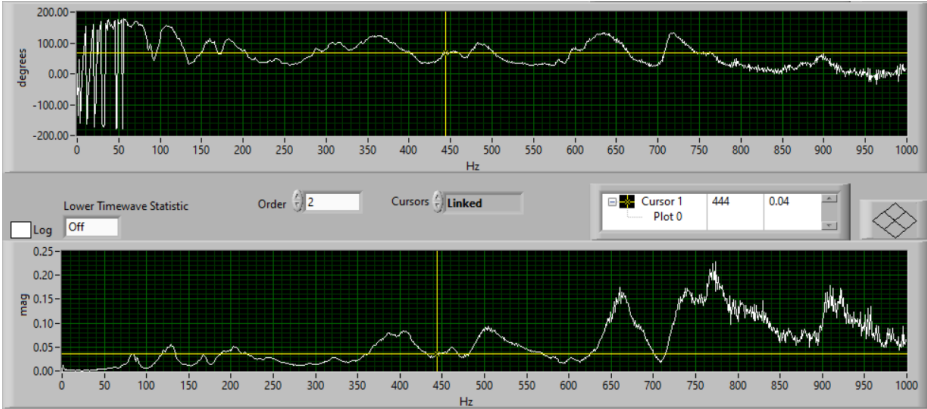 200.00
100.00
0.00
-100.00
-200.00
degrees
0 50 100 150 200 250 300 350 400 450 500 550 600 650 700 750 800 850 900 950 1000
Hz
Lower Timewave Statistic
Log
Off
Order
2
Cursors
Linked
Cursor 1 444 0.04
Plot 0
0.25
0.20
0.15
0.10
0.05
0.00
mag
0 50 100 150 200 250 300 350 400 450 500 550 600 650 700 750 800 850 900 950 1000
Hz